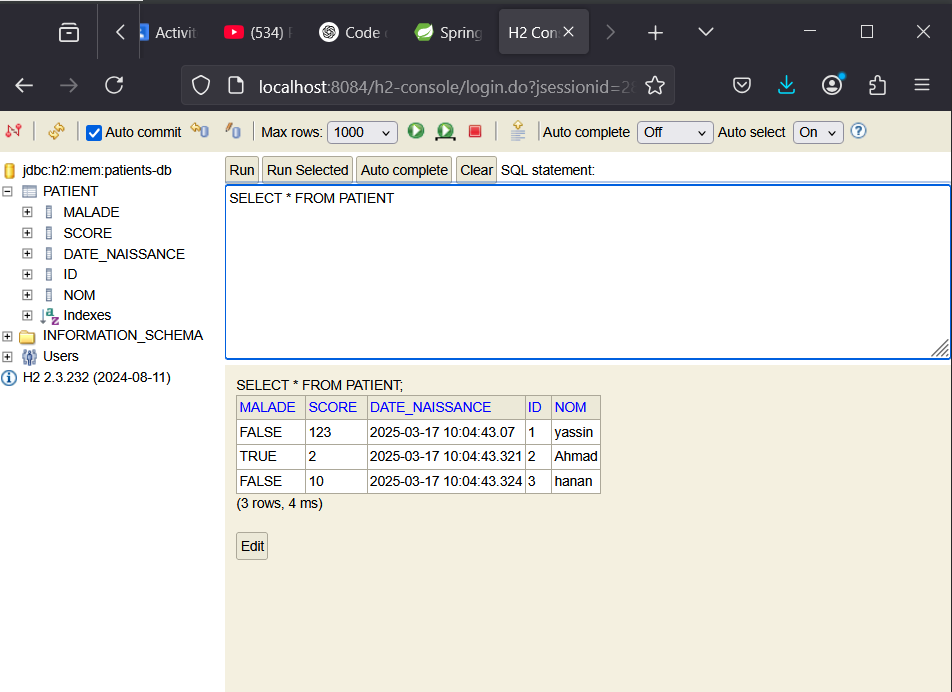 Activit
(534)
Code
Spring
H2 Con
localhost:8084/h2-console/login.do?jsessionid=28
Auto commit
Max rows:
1000
Auto complete
Off
Auto select
On
jdbc:h2:mem:patients-db
PATIENT
MALADE
SCORE
DATE_NAISSANCE
ID
NOM
Indexes
INFORMATION_SCHEMA
Users
H2 2.3.232 (2024-08-11)
Run Run Selected Auto complete Clear SQL statement:
SELECT * FROM PATIENT
SELECT * FROM PATIENT;
MALADE SCORE DATE_NAISSANCE ID NOM
FALSE 123 2025-03-17 10:04:43.07 1 yassin
TRUE 2 2025-03-17 10:04:43.321 2 Ahmad
FALSE 10 2025-03-17 10:04:43.324 3 hanan
(3 rows, 4 ms)
Edit